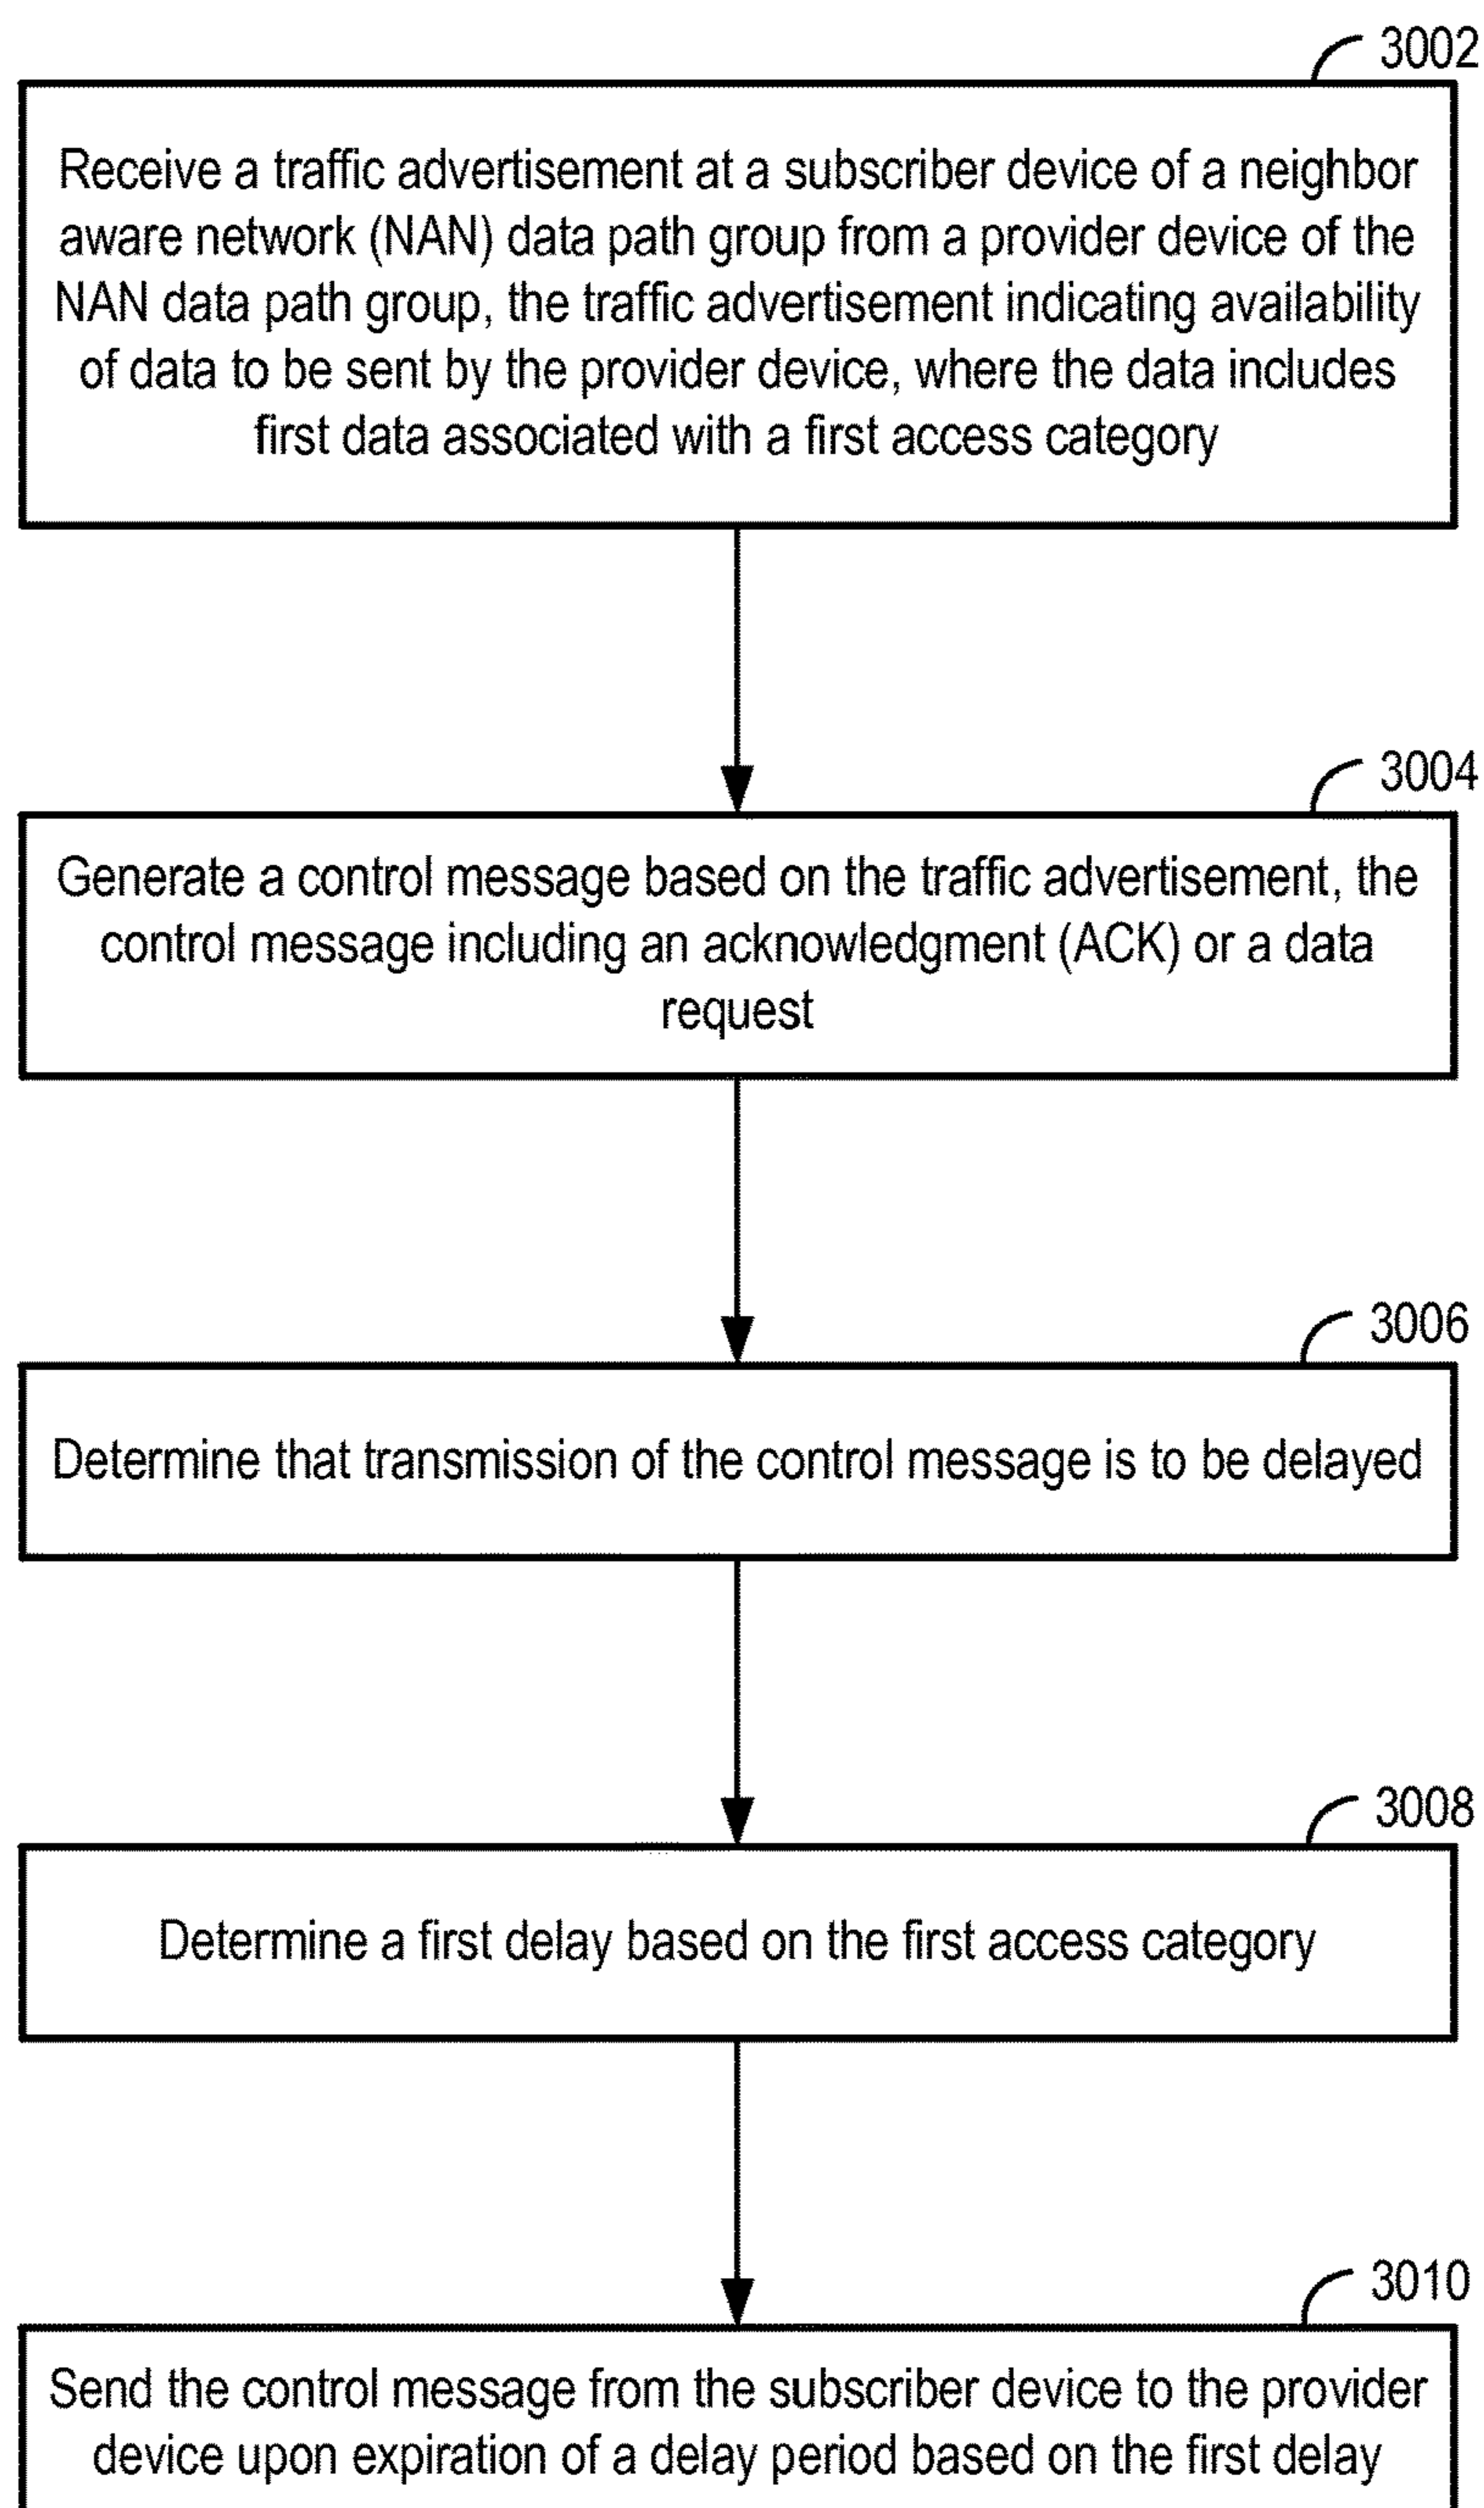 3002
Receive a traffic advertisement at a subscriber device of a neighbor
aware network (NAN) data path group from a provider device of the
NAN data path group, the traffic advertisement indicating availability
of data to be sent by the provider device, where the data includes
first data associated with a first access category
3004
Generate a control message based on the traffic advertisement, the
control message including an acknowledgment (ACK) or a data
request
3006
Determine that transmission of the control message is to be delayed
3008
Determine a first delay based on the first access category
3010
Send the control message from the subscriber device to the provider
device upon expiration of a delay period based on the first delay